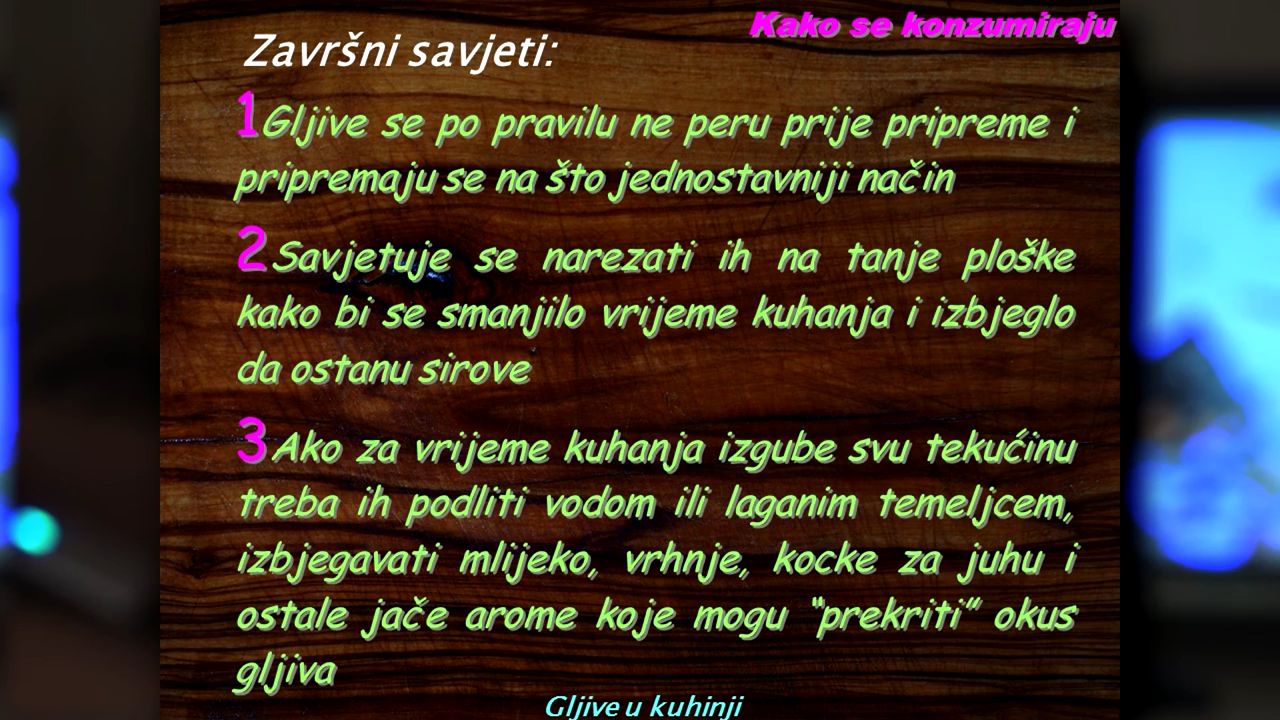 Kako se konzumiraju
Završni savjeti:
1Gljive se po pravilu ne peru prije pripreme i
pripremaju se na što jednostavniji način
2Savjetuje se narezati ih na tanje ploške
kako bi se smanjilo vrijeme kuhanja i izbjeglo
da ostanu sirove
3Ako za vrijeme kuhanja izgube svu tekućinu
treba ih podliti vodom ili laganim temeljcem,
izbjegavati mlijeko, vrhnje, kocke za juhu i
ostale jače arome koje mogu “prekriti” okus
gljiva
Gljive u kuhinji